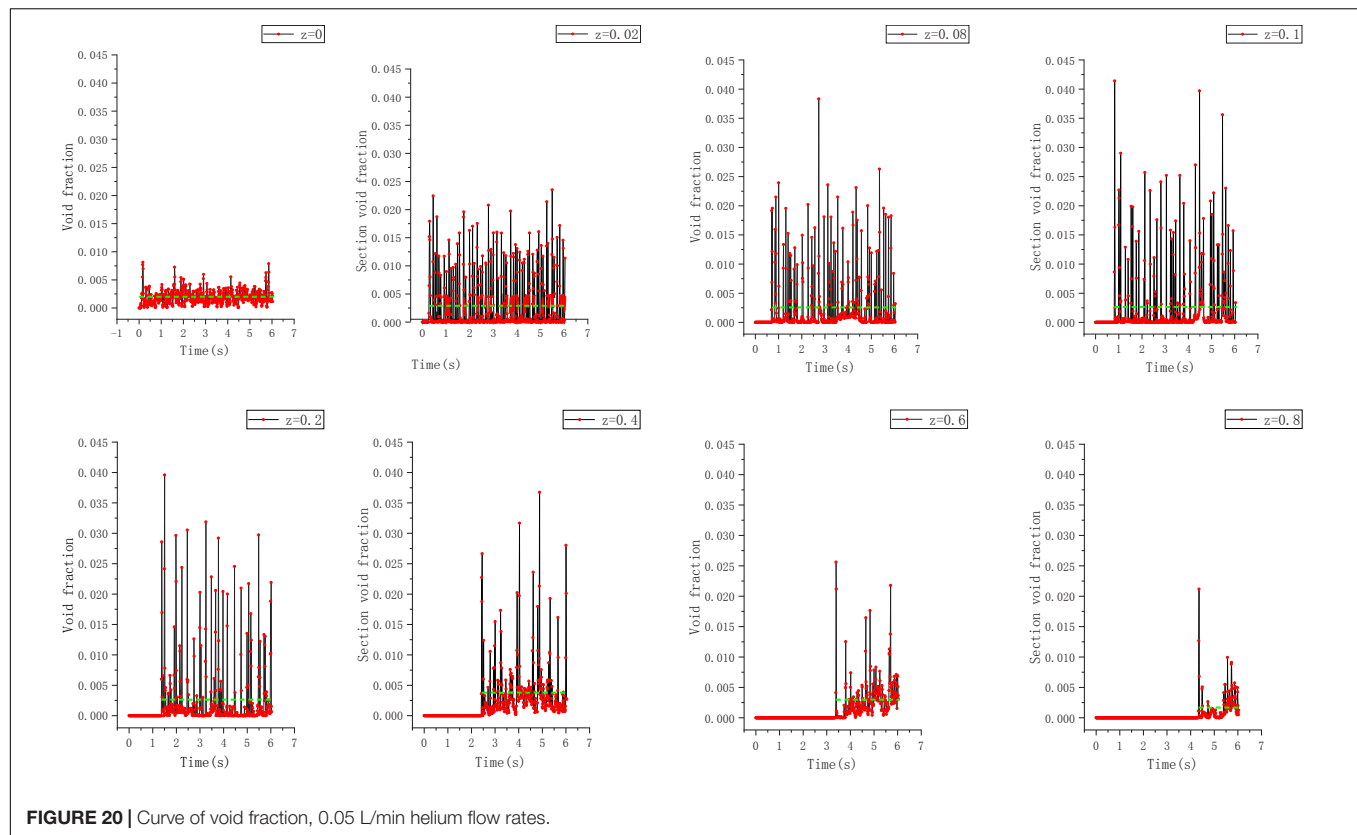 z=0
0.045
0.040
0.035
0.030
0.025
0.020
0.015
0.010
0.005
0.000
Void fraction
-1 0 1 2 3 4 5 6 7
Time(s)
z=0.02
0.045
0.040
0.035
0.030
0.025
0.020
0.015
0.010
0.005
0.000
Section void fraction
0 1 2 3 4 5 6 7
Time(s)
z=0.08
0.045
0.040
0.035
0.030
0.025
0.020
0.015
0.010
0.005
0.000
Void fraction
0 1 2 3 4 5 6 7
Time(s)
z=0.1
0.045
0.040
0.035
0.030
0.025
0.020
0.015
0.010
0.005
0.000
Section void fraction
0 1 2 3 4 5 6 7
Time(s)
z=0.2
0.045
0.040
0.035
0.030
0.025
0.020
0.015
0.010
0.005
0.000
Void fraction
0 1 2 3 4 5 6 7
Time(s)
z=0.4
0.045
0.040
0.035
0.030
0.025
0.020
0.015
0.010
0.005
0.000
Section void fraction
0 1 2 3 4 5 6 7
Time(s)
z=0.6
0.045
0.040
0.035
0.030
0.025
0.020
0.015
0.010
0.005
0.000
Void fraction
0 1 2 3 4 5 6 7
Time(s)
z=0.8
0.045
0.040
0.035
0.030
0.025
0.020
0.015
0.010
0.005
0.000
Section void fraction
0 1 2 3 4 5 6 7
Time(s)
FIGURE 20 | Curve of void fraction, 0.05 L/min helium flow rates.